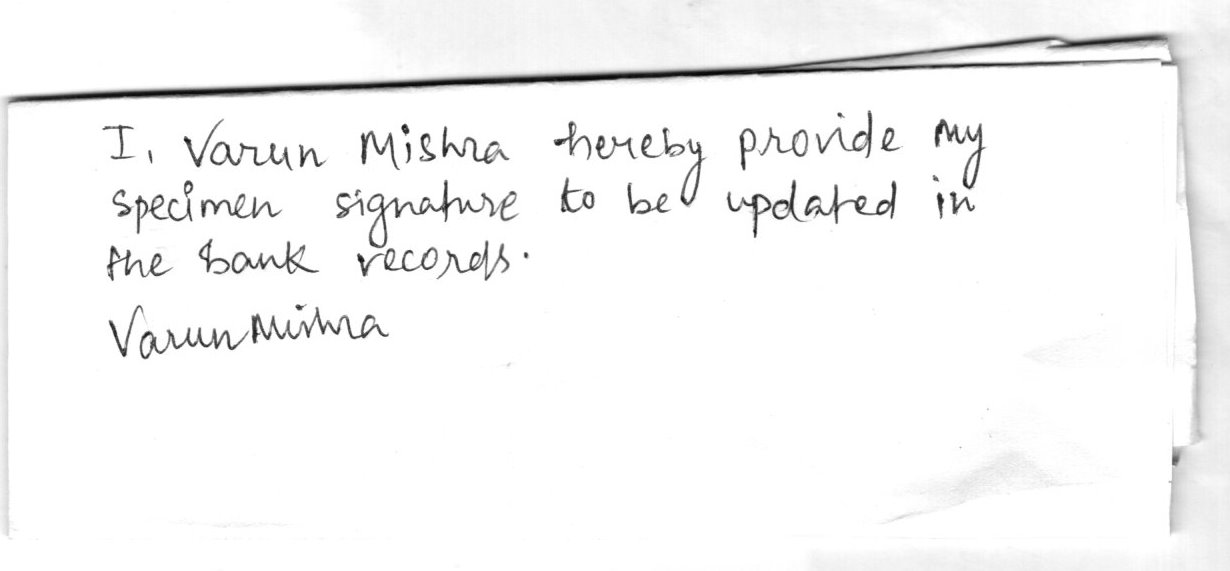 I, Varun Mishra hereby provide my
specimen signature to be updated in
the bank records.
Varun Mishra